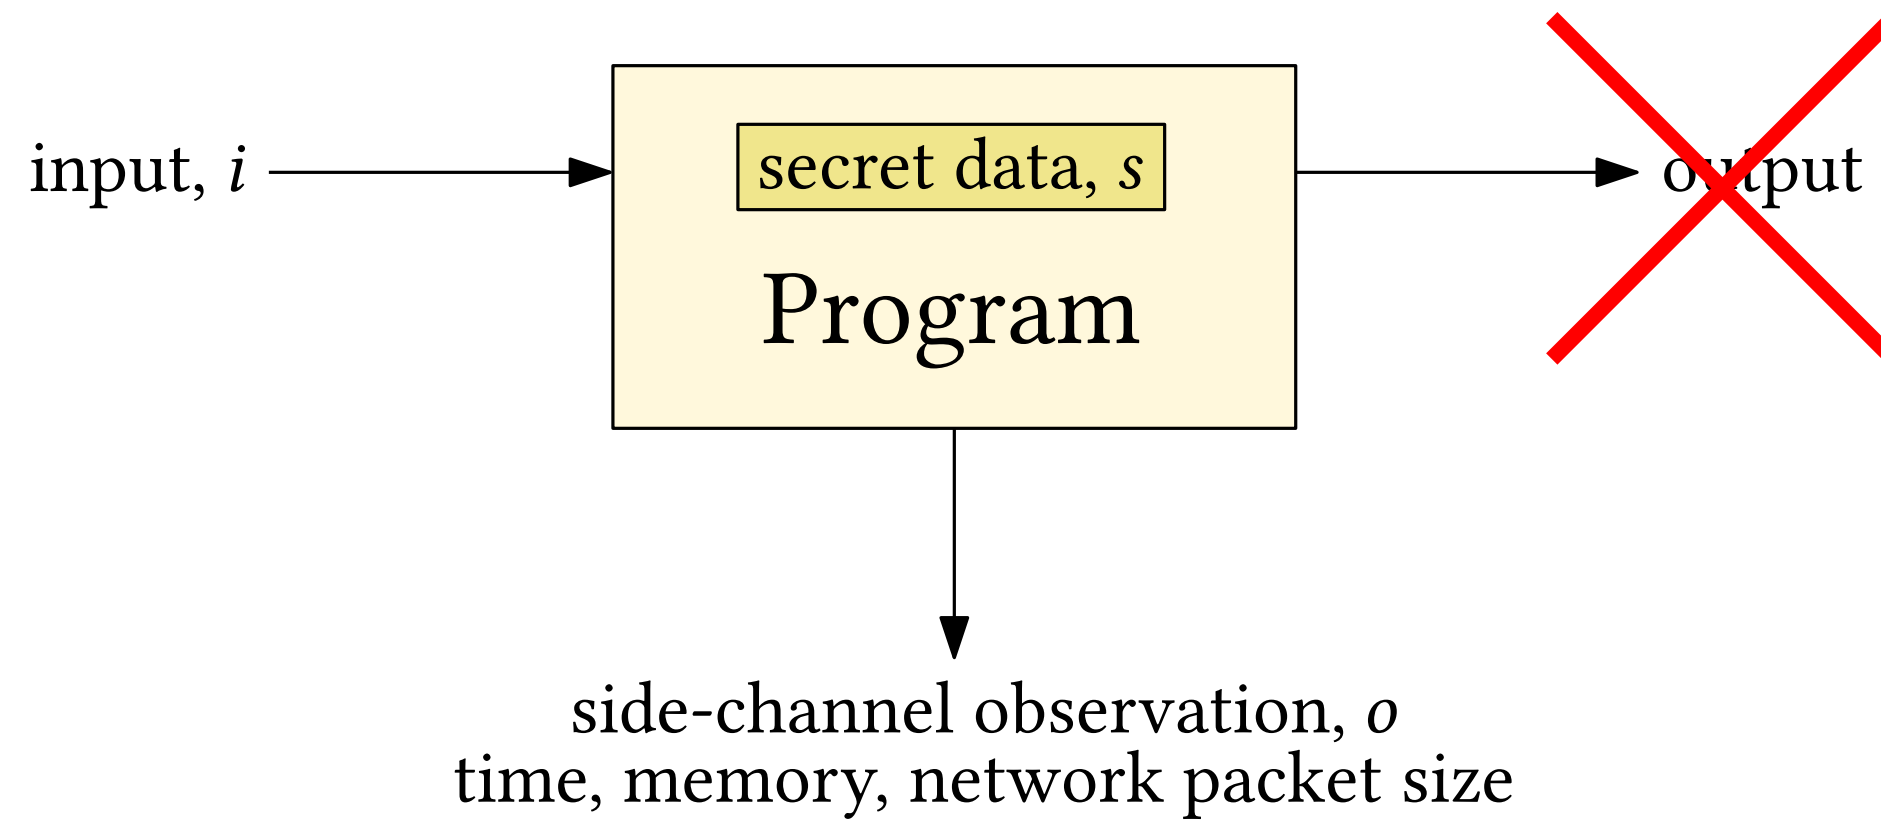 input, i
secret data, s
output
Program
side-channel observation, o
time, memory, network packet size